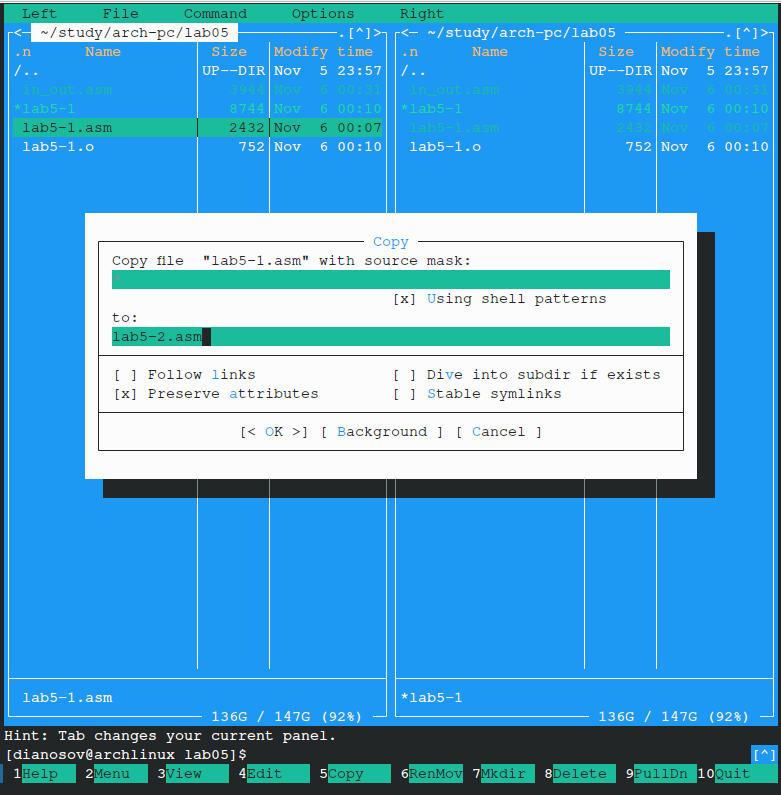 Left File Command Options Right
<─ ~/study/arch-pc/lab05 ─.[^]> <─ ~/study/arch-pc/lab05 ─.[^]>
.n Name Size Modify time .n Name Size Modify time
/.. UP--DIR Nov 5 23:57 /.. UP--DIR Nov 5 23:57
in_out.asm 3944 Nov 6 00:31 in_out.asm 3944 Nov 6 00:31
*lab5-1 8744 Nov 6 00:10 *lab5-1 8744 Nov 6 00:10
lab5-1.asm 2432 Nov 6 00:07 lab5-1.asm 2432 Nov 6 00:07
lab5-1.o 752 Nov 6 00:10 lab5-1.o 752 Nov 6 00:10
Copy
Copy file "lab5-1.asm" with source mask:
*
[x] Using shell patterns
to:
lab5-2.asm
[ ] Follow links [ ] Dive into subdir if exists
[x] Preserve attributes [ ] Stable symlinks
[< OK >] [ Background ] [ Cancel ]
lab5-1.asm *lab5-1
136G / 147G (92%) 136G / 147G (92%)
Hint: Tab changes your current panel.
[dianosov@archlinux lab05]$ [^]
1Help 2Menu 3View 4Edit 5Copy 6RenMov 7Mkdir 8Delete 9PullDn 10Quit